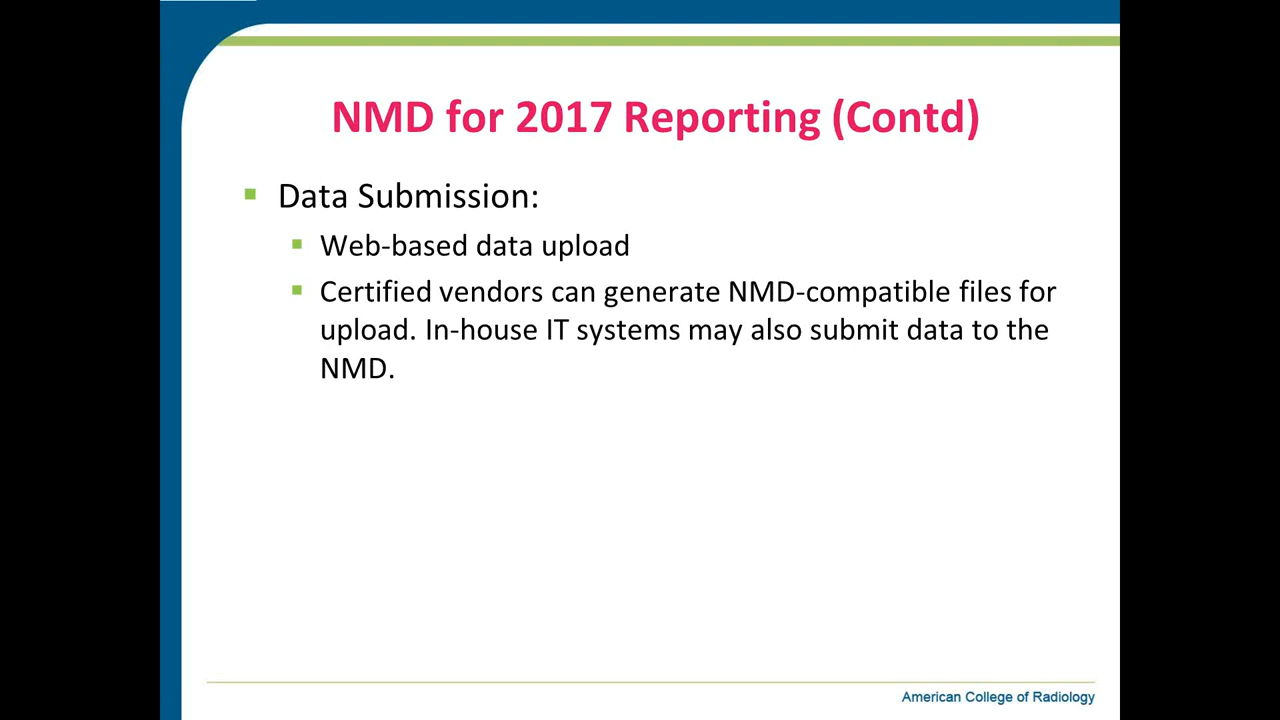 NMD for 2017 Reporting (Contd)
Data Submission:
Web-based data upload
Certified vendors can generate NMD-compatible files for
upload. In-house IT systems may also submit data to the
NMD.
American College of Radiology